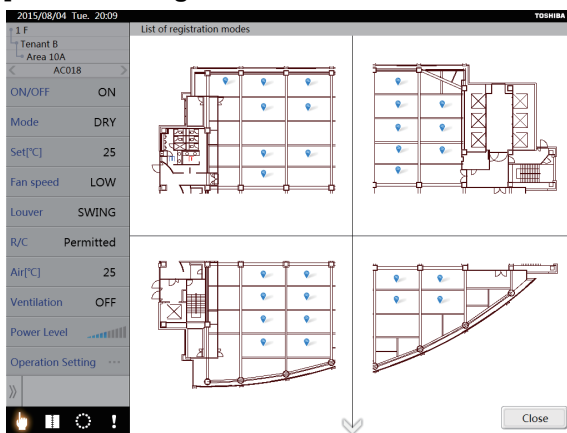 2015/08/04 Tue. 20:09
TOSHIBA
1 F
Tenant B
Area 10A
List of registration modes
< AC018 >
ON/OFF ON
Mode DRY
Set[°C] 25
Fan speed LOW
Louver SWING
R/C Permitted
Air[°C] 25
Ventilation OFF
Power Level
Operation Setting ...
Close